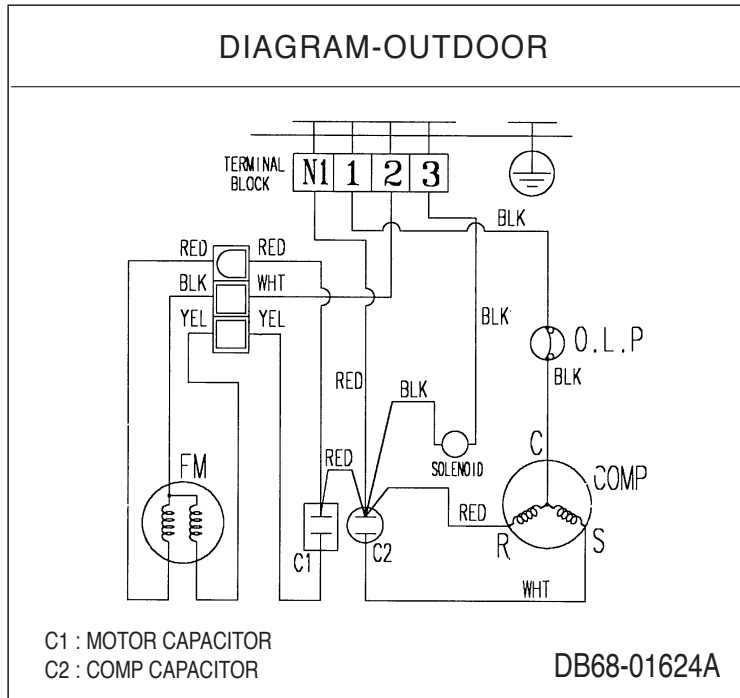 DIAGRAM-OUTDOOR
TERMINAL
BLOCK
N1 1 2 3
BLK
RED RED
BLK WHT
YEL YEL
BLK
O.L.P
BLK
RED
BLK
C
FM
RED
SOLENOID
COMP
RED
R
S
C1
C2
WHT
C1 : MOTOR CAPACITOR
C2 : COMP CAPACITOR
DB68-01624A